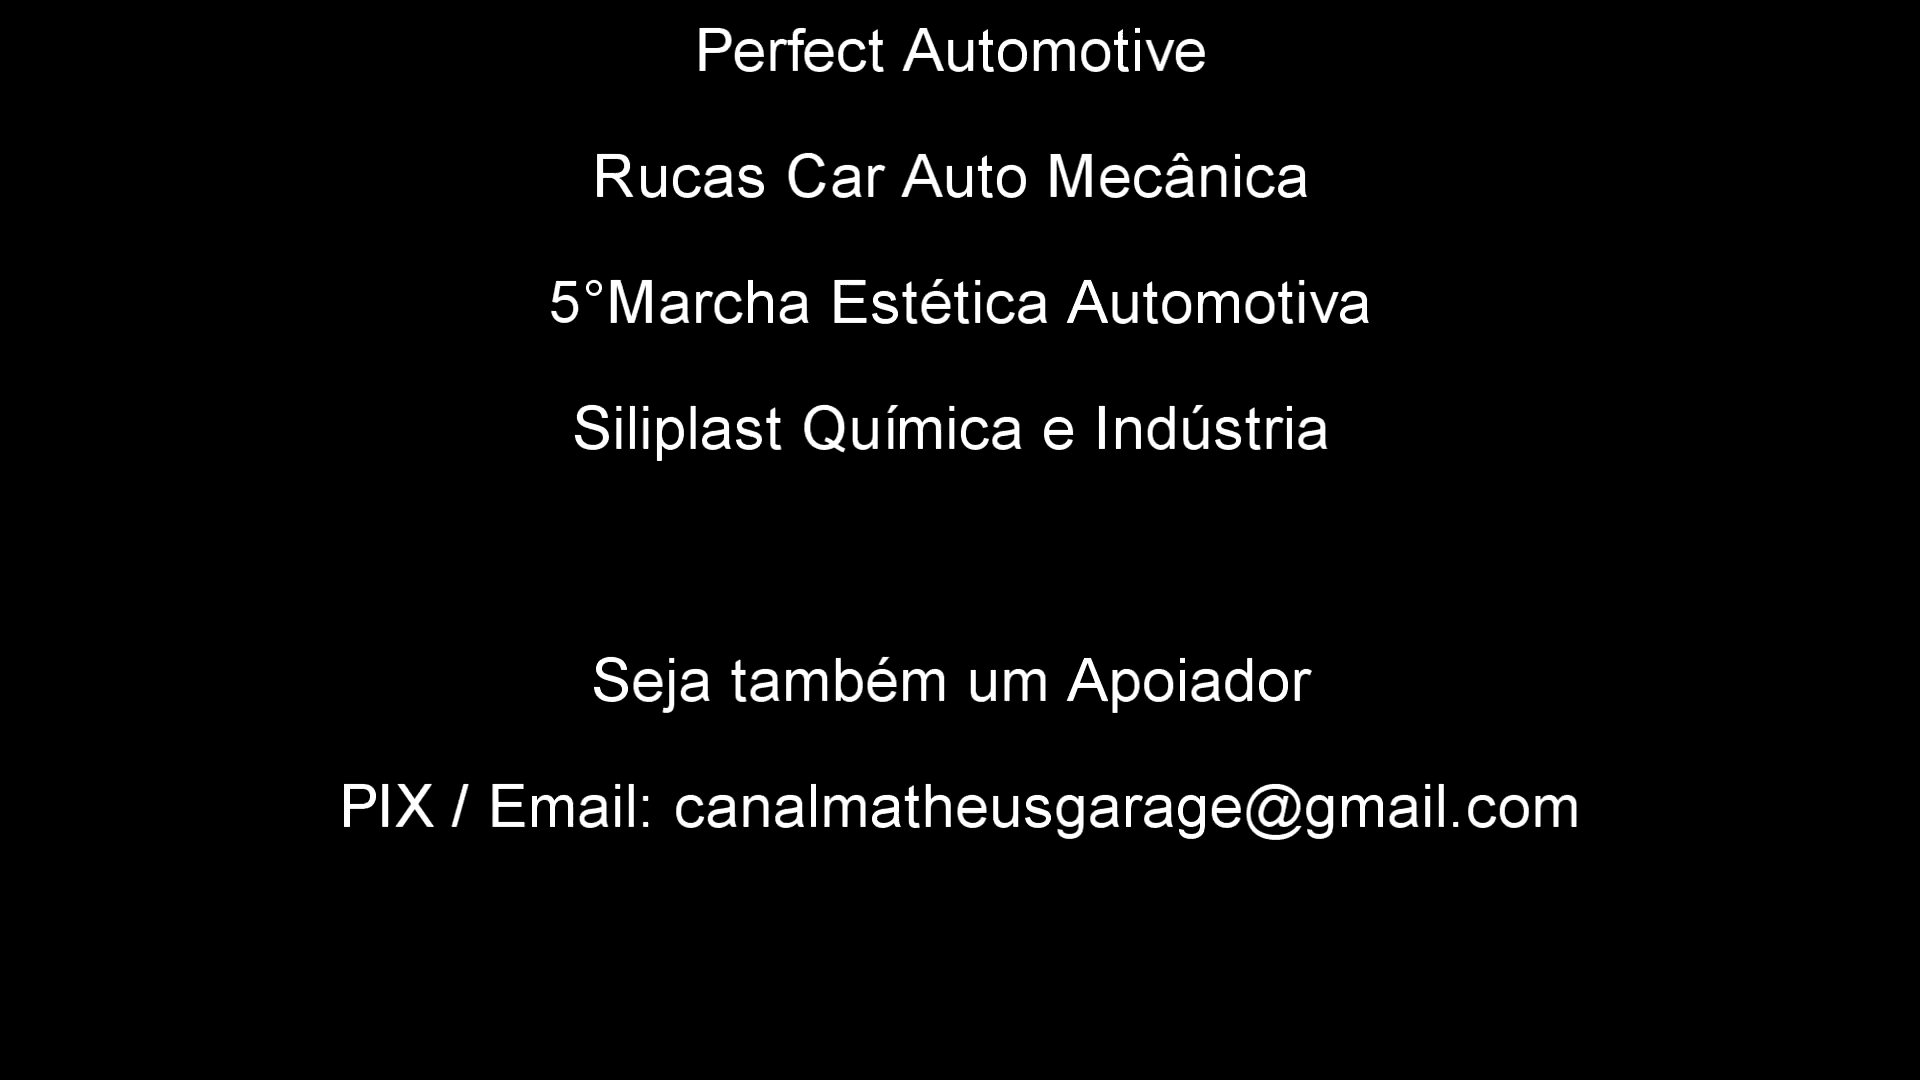 Perfect Automotive
Rucas Car Auto Mecânica
5°Marcha Estética Automotiva
Siliplast Química e Indústria
Seja também um Apoiador
PIX / Email: canalmatheusgarage@gmail.com